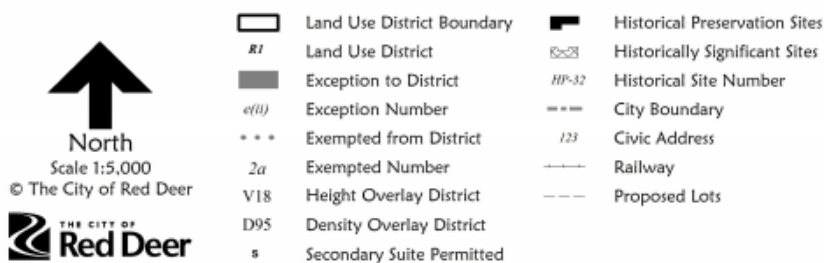 North
Scale 1:5,000
© The City of Red Deer
THE CITY OF
Red Deer
Land Use District Boundary
R1 Land Use District
Exception to District
e(ii) Exception Number
Exempted from District
2a Exempted Number
V18 Height Overlay District
D95 Density Overlay District
s Secondary Suite Permitted
Historical Preservation Sites
Historically Significant Sites
HP-32 Historical Site Number
City Boundary
123 Civic Address
Railway
Proposed Lots